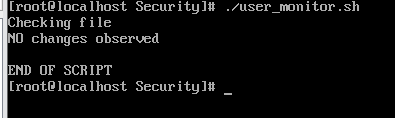 [root@localhost Security]# ./user_monitor.sh
Checking file
NO changes observed
END OF SCRIPT
[root@localhost Security]# _